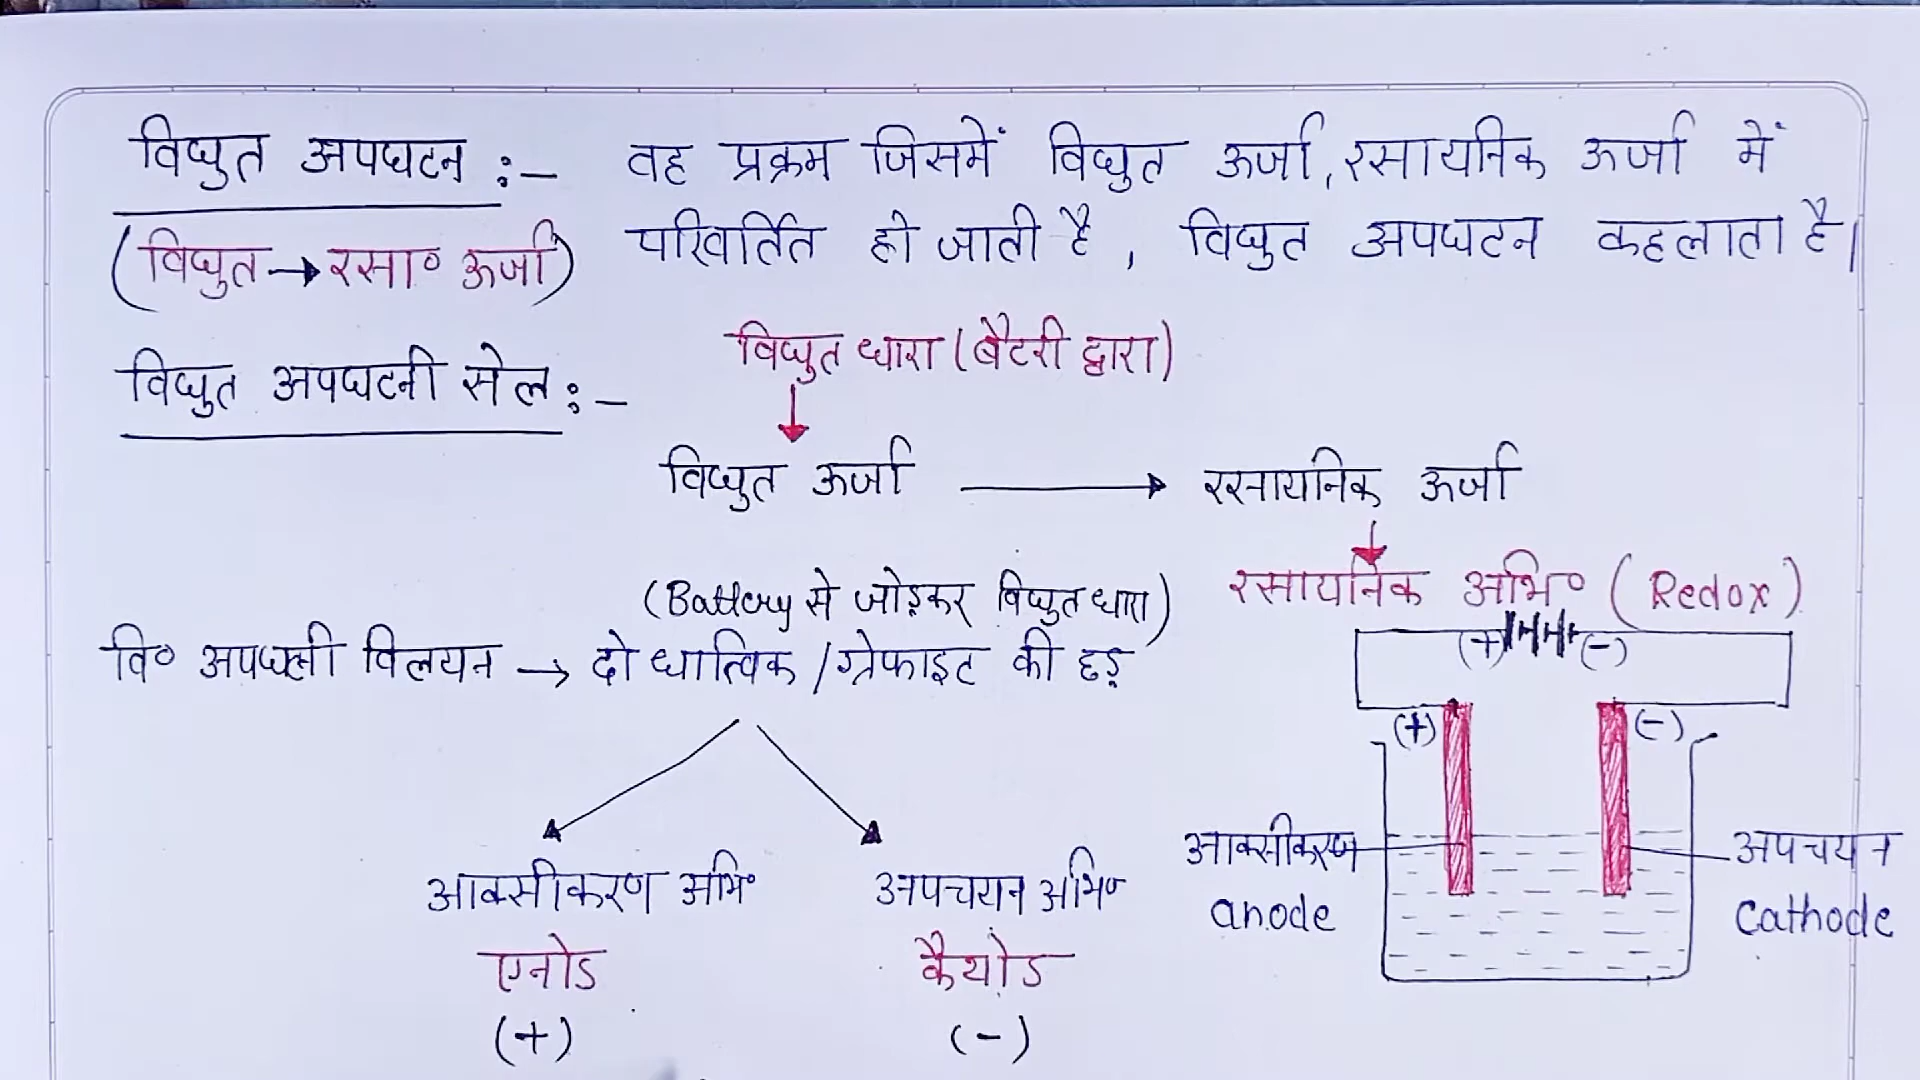 विद्युत अपघटन :- वह प्रक्रम जिसमें विद्युत ऊर्जा, रसायनिक ऊर्जा में
(विद्युत → रसा० ऊर्जा) परिवर्तित हो जाती है, विद्युत अपघटन कहलाता है।
विद्युत धारा (बैटरी द्वारा)
विद्युत अपघटनी सेल :-
विद्युत ऊर्जा → रसायनिक ऊर्जा
रसायनिक अभि० (Redox)
(Battery से जोड़कर विद्युत धारा)
वि० अपघटनी विलयन → दो धात्विक / ग्रेफाइट की छड़
(+) (-)
(+) (-)
आक्सीकरण
anode
अपचयन
cathode
आक्सीकरण अभि० अपचयन अभि०
एनोड कैथोड
(+) (-)